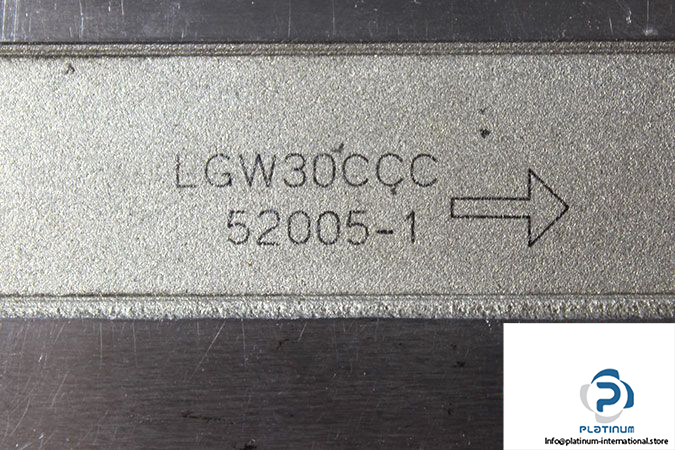 LGW30CCC
52005-1
PLATINUM
Info@platinum-international.store